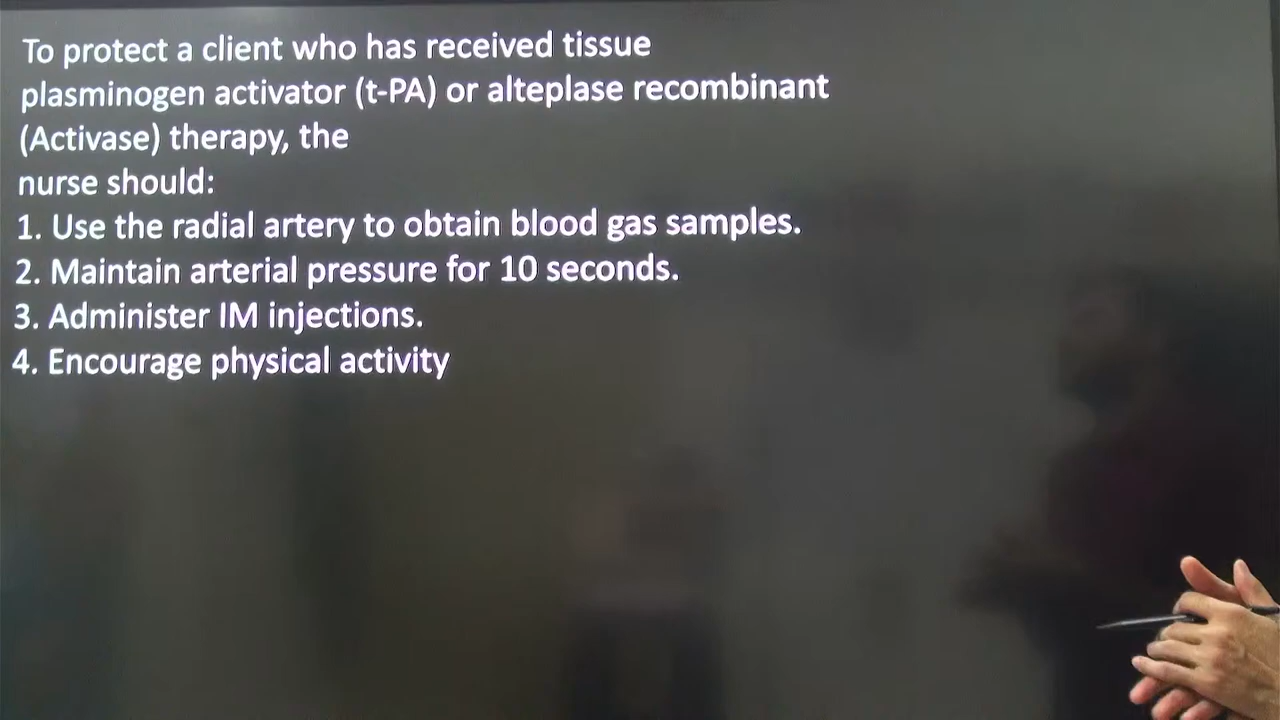 To protect a client who has received tissue
plasminogen activator (t-PA) or alteplase recombinant
(Activase) therapy, the
nurse should:
1. Use the radial artery to obtain blood gas samples.
2. Maintain arterial pressure for 10 seconds.
3. Administer IM injections.
4. Encourage physical activity